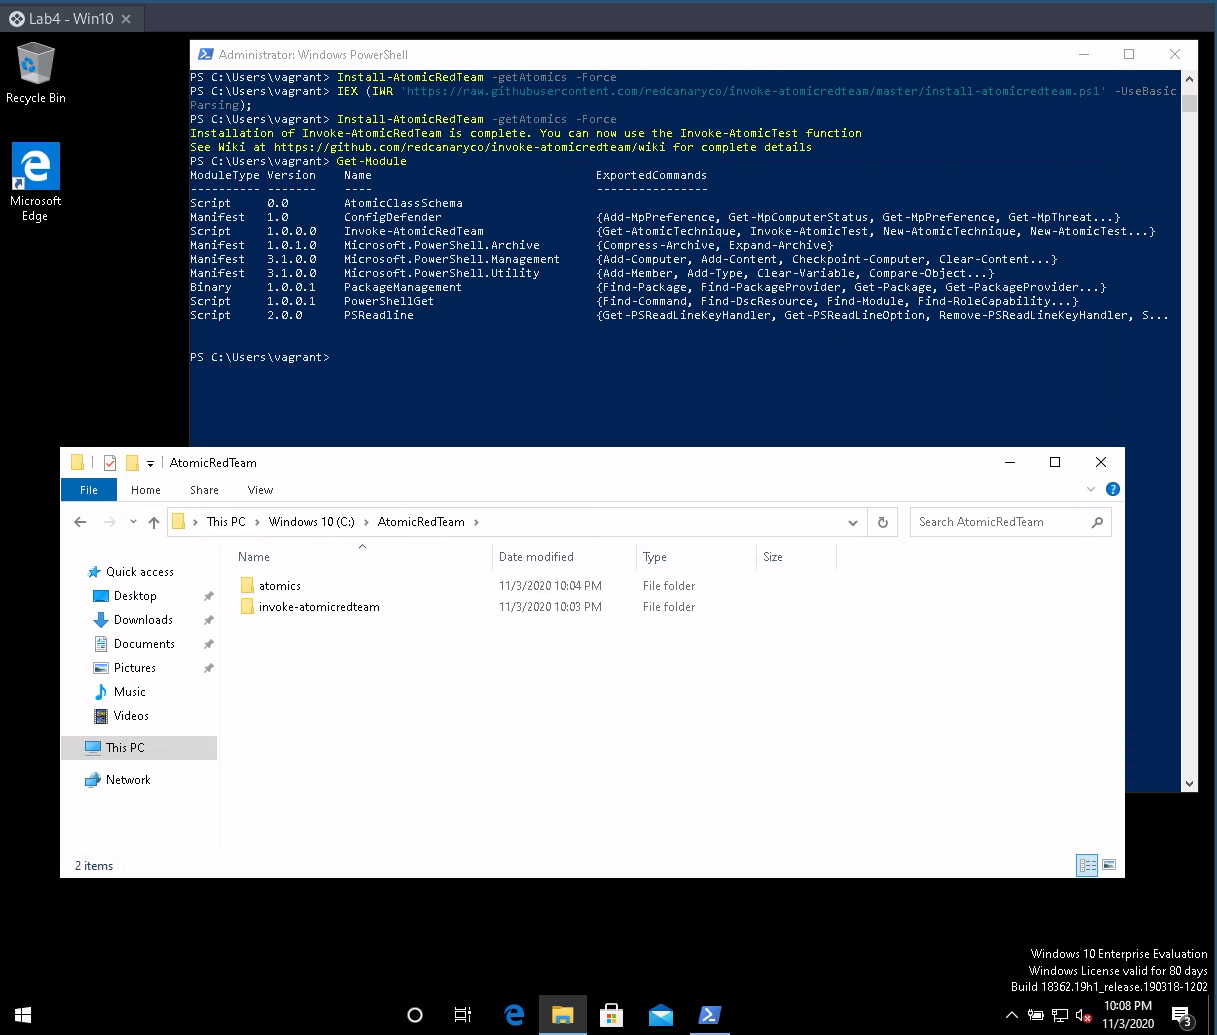 Lab4 - Win10
Recycle Bin
Microsoft
Edge
Administrator: Windows PowerShell
PS C:\Users\vagrant> Install-AtomicRedTeam -getAtomics -Force
PS C:\Users\vagrant> IEX (IWR 'https://raw.githubusercontent.com/redcanaryco/invoke-atomicredteam/master/install-atomicredteam.ps1' -UseBasic
Parsing);
PS C:\Users\vagrant> Install-AtomicRedTeam -getAtomics -Force
Installation of Invoke-AtomicRedTeam is complete. You can now use the Invoke-AtomicTest function
See Wiki at https://github.com/redcanaryco/invoke-atomicredteam/wiki for complete details
PS C:\Users\vagrant> Get-Module
ModuleType Version Name ExportedCommands
---------- ------- ---- ----------------
Script 0.0 AtomicClassSchema
Manifest 1.0 ConfigDefender {Add-MpPreference, Get-MpComputerStatus, Get-MpPreference, Get-MpThreat...}
Script 1.0.0.0 Invoke-AtomicRedTeam {Get-AtomicTechnique, Invoke-AtomicTest, New-AtomicTechnique, New-AtomicTest...}
Manifest 1.0.1.0 Microsoft.PowerShell.Archive {Compress-Archive, Expand-Archive}
Manifest 3.1.0.0 Microsoft.PowerShell.Management {Add-Computer, Add-Content, Checkpoint-Computer, Clear-Content...}
Manifest 3.1.0.0 Microsoft.PowerShell.Utility {Add-Member, Add-Type, Clear-Variable, Compare-Object...}
Binary 1.0.0.1 PackageManagement {Find-Package, Find-PackageProvider, Get-Package, Get-PackageProvider...}
Script 1.0.0.1 PowerShellGet {Find-Command, Find-DscResource, Find-Module, Find-RoleCapability...}
Script 2.0.0 PSReadline {Get-PSReadLineKeyHandler, Get-PSReadLineOption, Remove-PSReadLineKeyHandler, S...
PS C:\Users\vagrant>
AtomicRedTeam
File Home Share View
This PC > Windows 10 (C:) > AtomicRedTeam >
Search AtomicRedTeam
Name Date modified Type Size
atomics 11/3/2020 10:04 PM File folder
invoke-atomicredteam 11/3/2020 10:03 PM File folder
Quick access
Desktop
Downloads
Documents
Pictures
Music
Videos
This PC
Network
2 items
Windows 10 Enterprise Evaluation
Windows License valid for 80 days
Build 18362.19h1_release.190318-1202
10:08 PM
11/3/2020
3